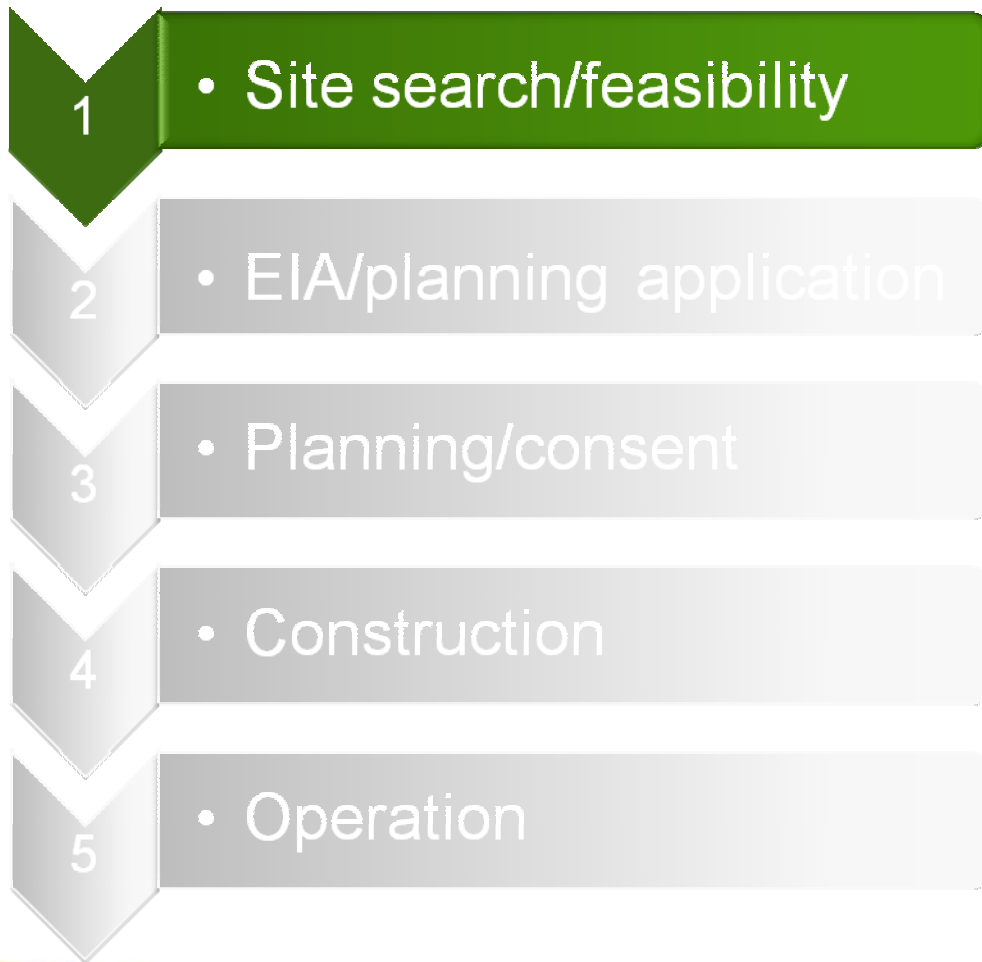 1
• Site search/feasibility
2
• EIA/planning application
3
• Planning/consent
4
• Construction
5
• Operation